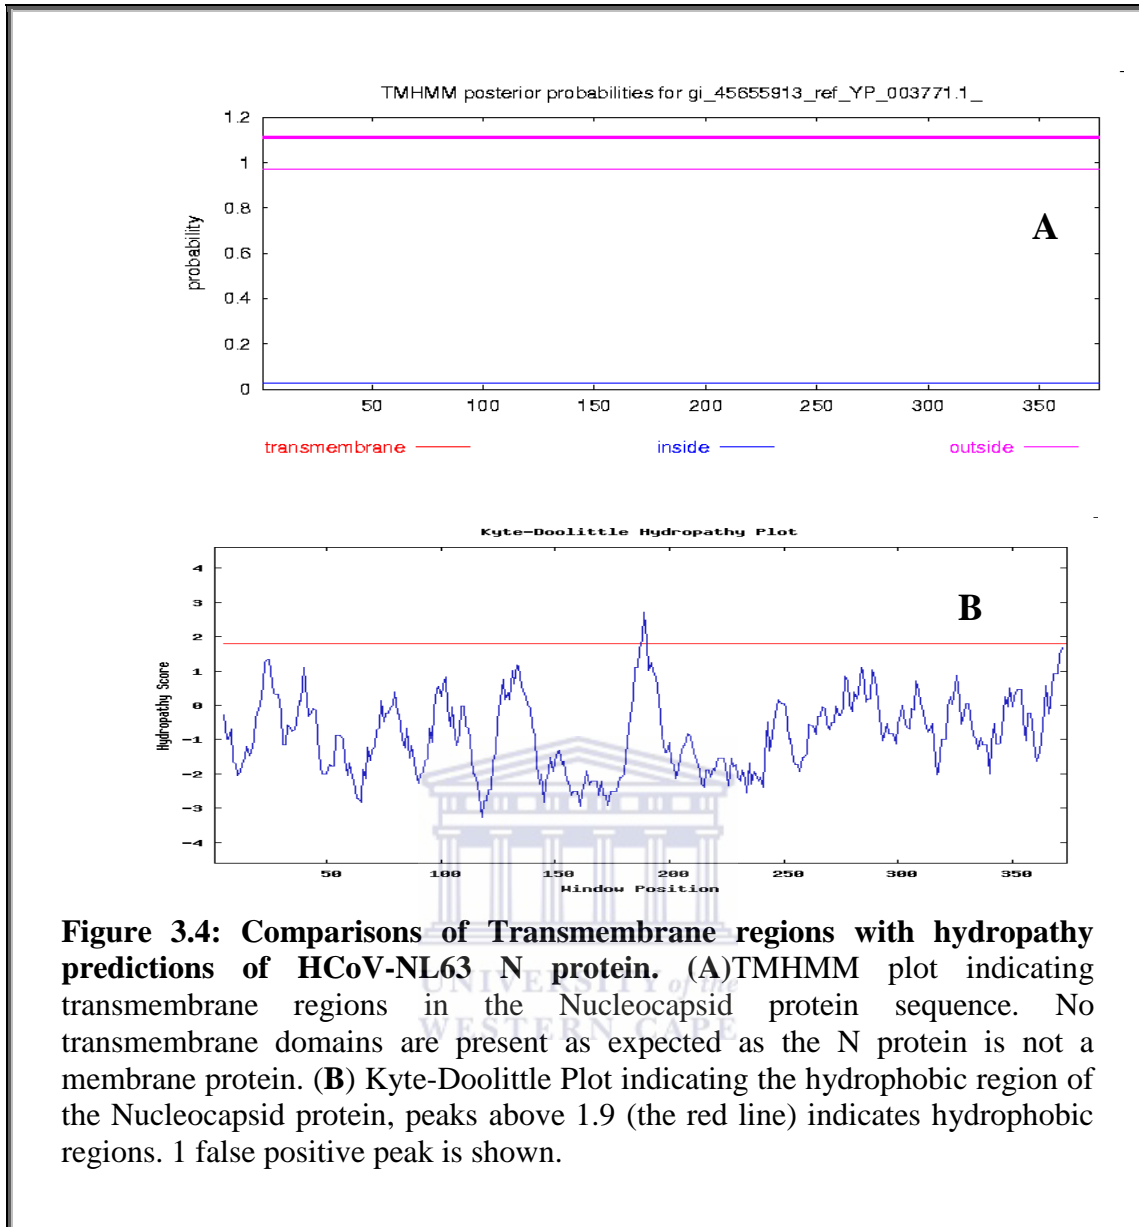 TMHMM posterior probabilities for gi_45655913_ref_YP_003771.1_
1.2
1
0.8
0.6
0.4
0.2
0
probability
A
50 100 150 200 250 300 350
transmembrane inside outside
Kyte-Doolittle Hydropathy Plot
4
3
2
1
0
-1
-2
-3
-4
Hydropathy Score
B
50 100 150 200 250 300 350
Window Position
Figure 3.4: Comparisons of Transmembrane regions with hydropathy
predictions of HCoV-NL63 N protein. (A)TMHMM plot indicating
transmembrane regions in the Nucleocapsid protein sequence. No
transmembrane domains are present as expected as the N protein is not a
membrane protein. (B) Kyte-Doolittle Plot indicating the hydrophobic region of
the Nucleocapsid protein, peaks above 1.9 (the red line) indicates hydrophobic
regions. 1 false positive peak is shown.
UNIVERSITY of the
WESTERN CAPE